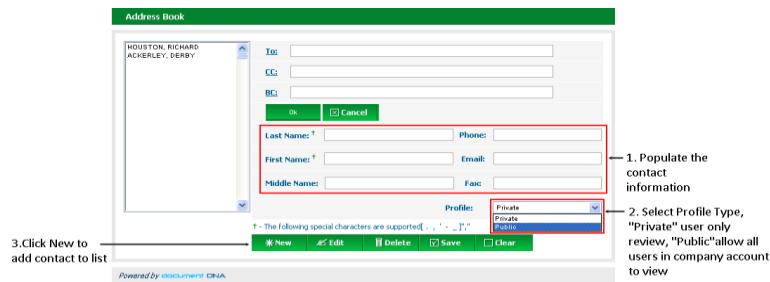 Address Book
HOUSTON, RICHARD
ACKERLEY, DERBY
To:
CC:
BC:
Ok Cancel
Last Name: † Phone:
First Name: † Email:
Middle Name: Fax:
1. Populate the
contact
information
Profile: Private
Private
Public
2. Select Profile Type,
"Private" user only
review, "Public"allow all
users in company account
to view
† - The following special characters are supported[ . , ' - _ ]","
3.Click New to
add contact to list
New Edit Delete Save Clear
Powered by document DNA